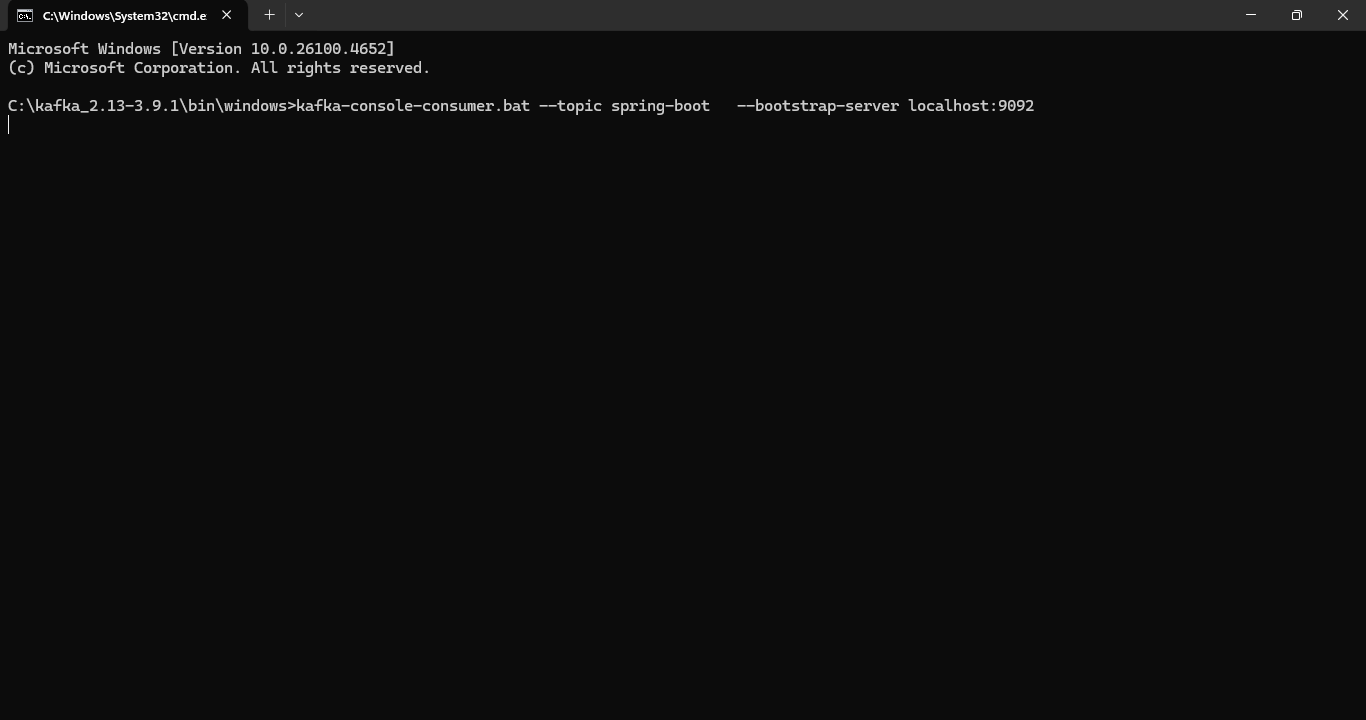 C:\Windows\System32\cmd.e
Microsoft Windows [Version 10.0.26100.4652]
(c) Microsoft Corporation. All rights reserved.
C:\kafka_2.13-3.9.1\bin\windows>kafka-console-consumer.bat --topic spring-boot   --bootstrap-server localhost:9092